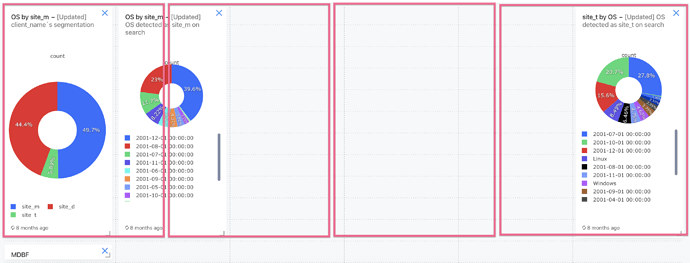 OS by site_m ~ [Updated]
client_name`s segmentation
count
44.4%
49.7%
site_m
site_d
site_t
8 months ago
OS by site_m ~ [Updated]
OS detected as site_m on
search
count
23%
39.6%
2001-12-01 00:00:00
2001-08-01 00:00:00
2001-07-01 00:00:00
2001-11-01 00:00:00
2001-06-01 00:00:00
2001-09-01 00:00:00
2001-05-01 00:00:00
2001-10-01 00:00:00
8 months ago
site_t by OS ~ [Updated] OS
detected as site_t on search
count
23.7%
27.8%
15.6%
2001-07-01 00:00:00
2001-10-01 00:00:00
2001-12-01 00:00:00
Linux
2001-08-01 00:00:00
2001-11-01 00:00:00
Windows
2001-09-01 00:00:00
2001-04-01 00:00:00
8 months ago
MDBF